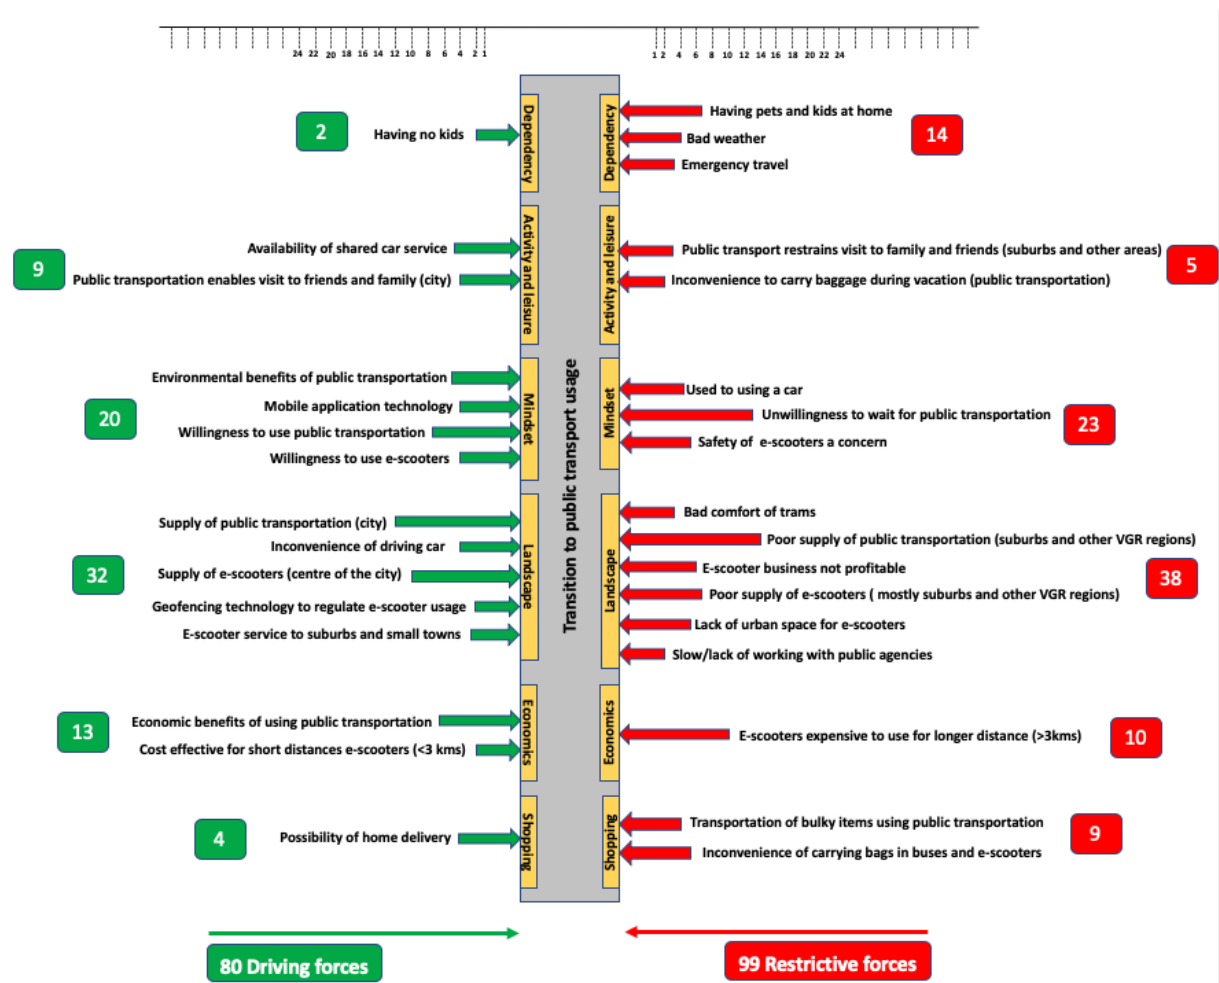 24 22 20 18 16 14 12 10 8 6 4 2 1
1 2 4 6 8 10 12 14 16 18 20 22 24
Dependency
Dependency
2
Having no kids
Having pets and kids at home
Bad weather
Emergency travel
14
Activity and leisure
Activity and leisure
9
Availability of shared car service
Public transportation enables visit to friends and family (city)
Public transport restrains visit to family and friends (suburbs and other areas)
Inconvenience to carry baggage during vacation (public transportation)
5
Transition to public transport usage
Mindset
Mindset
20
Environmental benefits of public transportation
Mobile application technology
Willingness to use public transportation
Willingness to use e-scooters
Used to using a car
Unwillingness to wait for public transportation
Safety of e-scooters a concern
23
Landscape
Landscape
32
Supply of public transportation (city)
Inconvenience of driving car
Supply of e-scooters (centre of the city)
Geofencing technology to regulate e-scooter usage
E-scooter service to suburbs and small towns
Bad comfort of trams
Poor supply of public transportation (suburbs and other VGR regions)
E-scooter business not profitable
Poor supply of e-scooters ( mostly suburbs and other VGR regions)
Lack of urban space for e-scooters
Slow/lack of working with public agencies
38
Economics
Economics
13
Economic benefits of using public transportation
Cost effective for short distances e-scooters (<3 kms)
E-scooters expensive to use for longer distance (>3kms)
10
Shopping
Shopping
4
Possibility of home delivery
Transportation of bulky items using public transportation
Inconvenience of carrying bags in buses and e-scooters
9
80 Driving forces
99 Restrictive forces